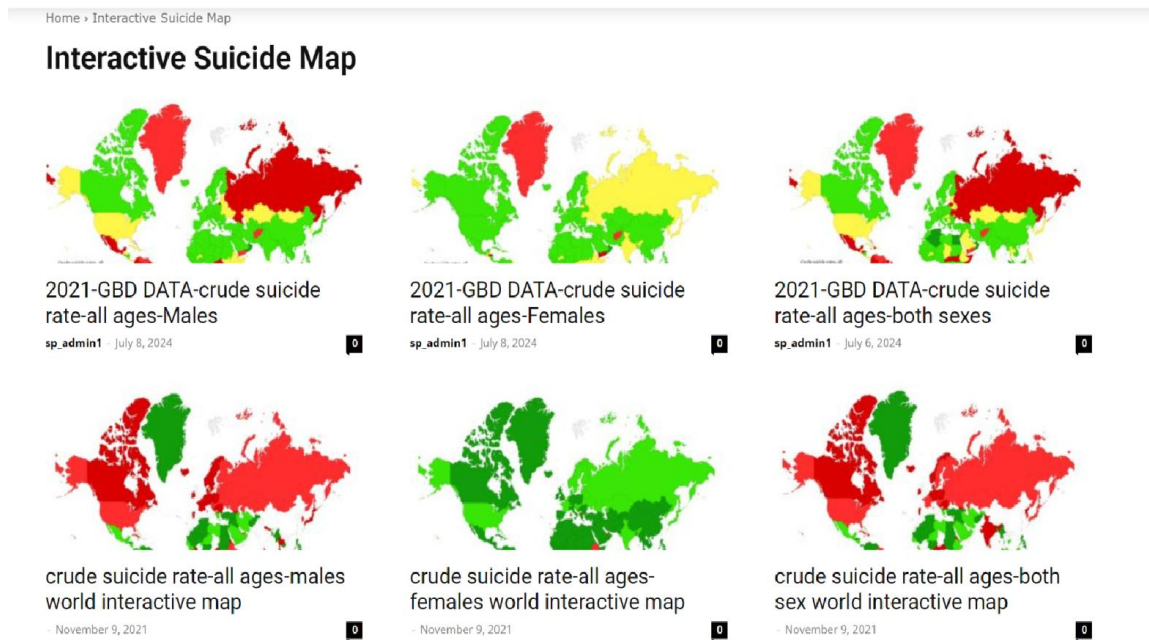 Home › Interactive Suicide Map
Interactive Suicide Map
2021-GBD DATA-crude suicide
rate-all ages-Males
sp_admin1 - July 8, 2024
0
2021-GBD DATA-crude suicide
rate-all ages-Females
sp_admin1 - July 8, 2024
0
2021-GBD DATA-crude suicide
rate-all ages-both sexes
sp_admin1 - July 6, 2024
0
crude suicide rate-all ages-males
world interactive map
- November 9, 2021
0
crude suicide rate-all ages-
females world interactive map
- November 9, 2021
0
crude suicide rate-all ages-both
sex world interactive map
- November 9, 2021
0